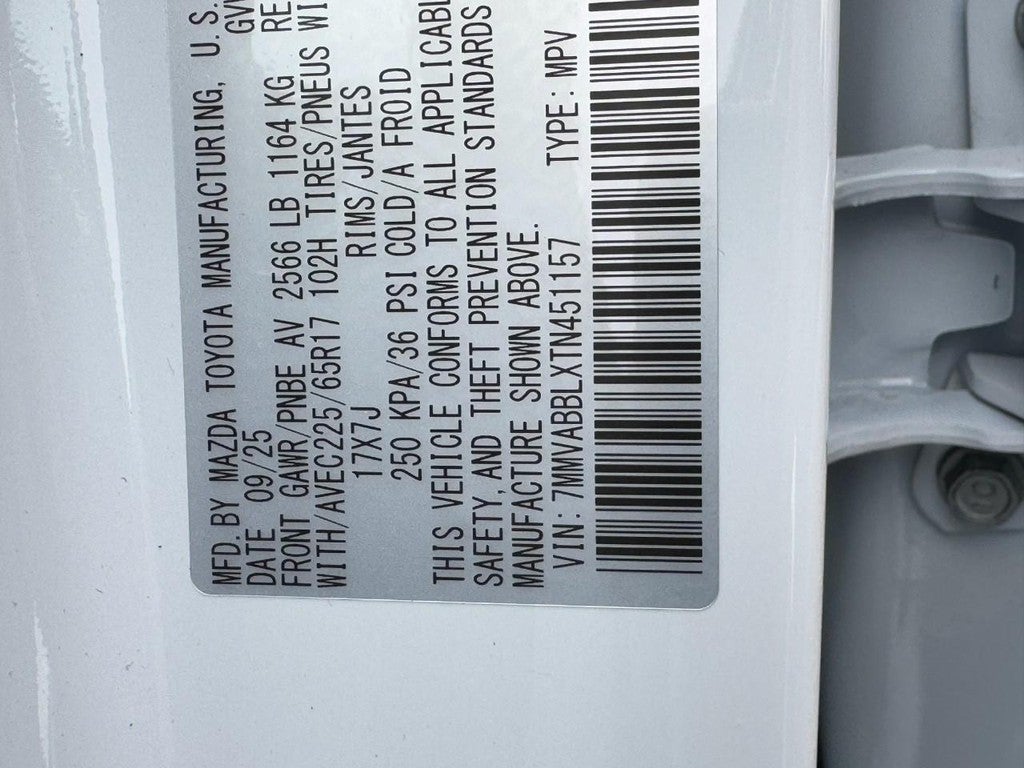 MFD. BY MAZDA TOYOTA MANUFACTURING, U. S.
DATE 09/25
FRONT GAWR/PNBE AV 2566 LB 1164 KG
WITH/AVEC225/65R17 102H TIRES/PNEUS
17X7J RIMS/JANTES
250 KPA/36 PSI COLD/A FROID
THIS VEHICLE CONFORMS TO ALL
SAFETY, AND THEFT PREVENTION STANDARDS
MANUFACTURE SHOWN ABOVE.
VIN: 7MMVABBLXTN451157 TYPE: MPV